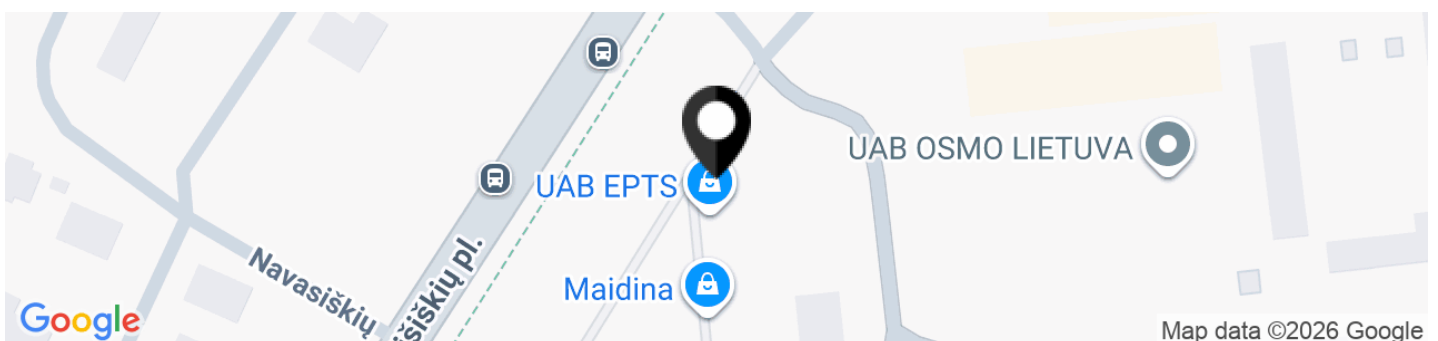 UAB OSMO LIETUVA
UAB EPTS
Navasiškių
šiškių pl.
Maidina
Google
Map data ©2026 Google